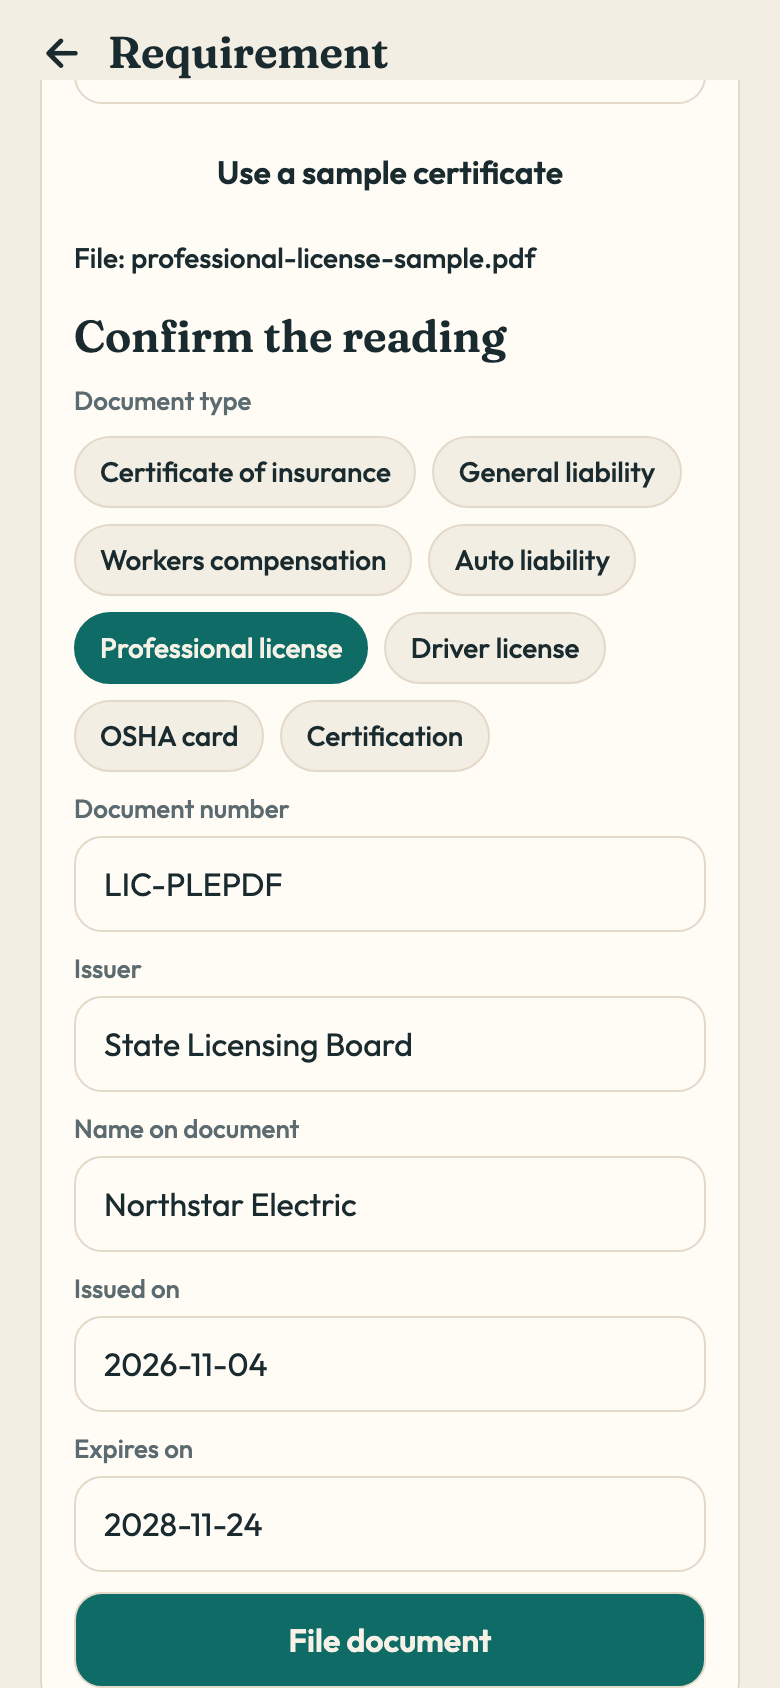 Requirement
Use a sample certificate
File: professional-license-sample.pdf
Confirm the reading
Document type
Certificate of insurance
General liability
Workers compensation
Auto liability
Professional license
Driver license
OSHA card
Certification
Document number
LIC-PLEPDF
Issuer
State Licensing Board
Name on document
Northstar Electric
Issued on
2026-11-04
Expires on
2028-11-24
File document